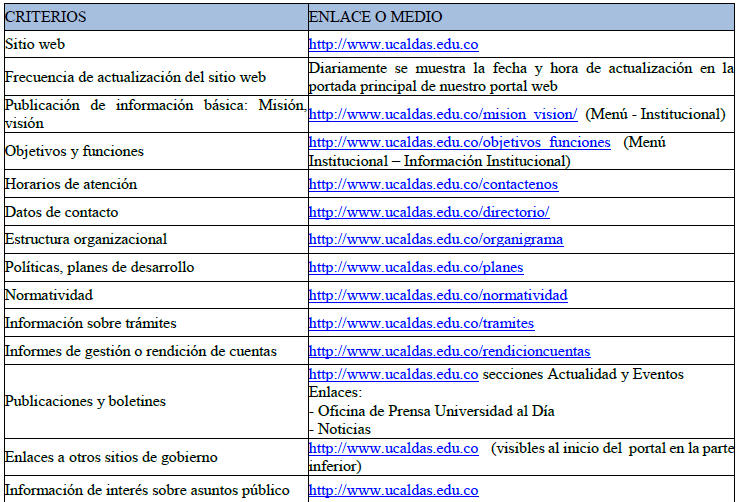 CRITERIOS ENLACE O MEDIO
Sitio web http://www.ucaldas.edu.co
Frecuencia de actualización del sitio web Diariamente se muestra la fecha y hora de actualización en la
portada principal de nuestro portal web
Publicación de información básica: Misión,
visión http://www.ucaldas.edu.co/mision_vision/ (Menú - Institucional)
Objetivos y funciones http://www.ucaldas.edu.co/objetivos_funciones (Menú
Institucional – Información Institucional)
Horarios de atención http://www.ucaldas.edu.co/contactenos
Datos de contacto http://www.ucaldas.edu.co/directorio/
Estructura organizacional http://www.ucaldas.edu.co/organigrama
Políticas, planes de desarrollo http://www.ucaldas.edu.co/planes
Normatividad http://www.ucaldas.edu.co/normatividad
Información sobre trámites http://www.ucaldas.edu.co/tramites
Informes de gestión o rendición de cuentas http://www.ucaldas.edu.co/rendicioncuentas
Publicaciones y boletines http://www.ucaldas.edu.co secciones Actualidad y Eventos
Enlaces:
- Oficina de Prensa Universidad al Día
- Noticias
Enlaces a otros sitios de gobierno http://www.ucaldas.edu.co (visibles al inicio del portal en la parte
inferior)
Información de interés sobre asuntos público http://www.ucaldas.edu.co